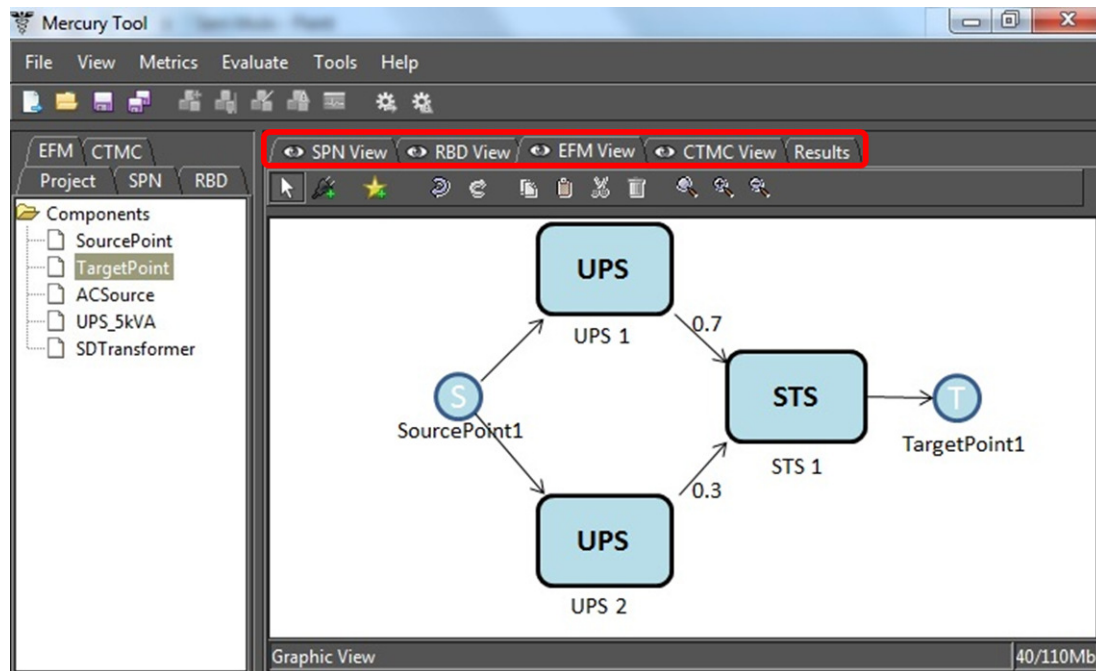 Mercury Tool
File View Metrics Evaluate Tools Help
EFM CTMC
Project SPN RBD
Components
SourcePoint
TargetPoint
ACSource
UPS_5kVA
SDTransformer
SPN View RBD View EFM View CTMC View Results
UPS
UPS 1
0.7
S
SourcePoint1
STS
STS 1
T
TargetPoint1
0.3
UPS
UPS 2
Graphic View
40/110Mb